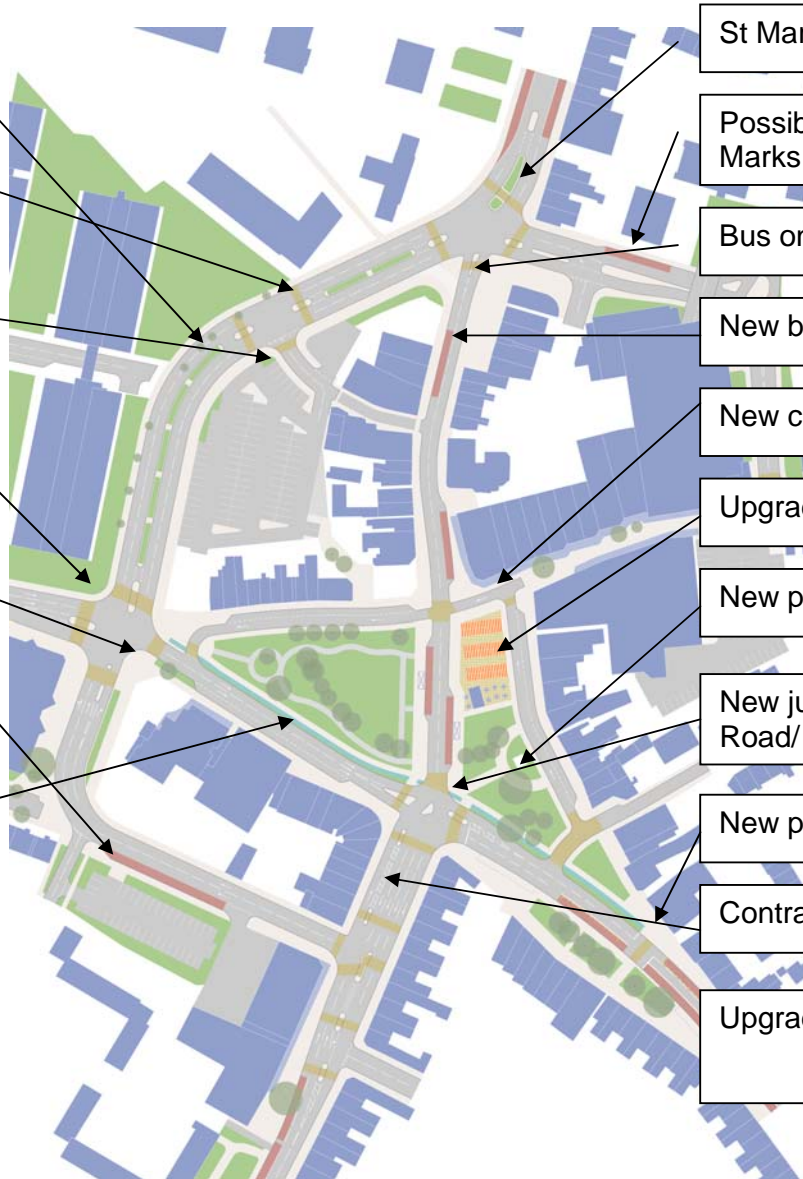 St Mar
Possib
Marks
Bus or
New b
New c
Upgrad
New p
New ju
Road/
New p
Contra
Upgrad